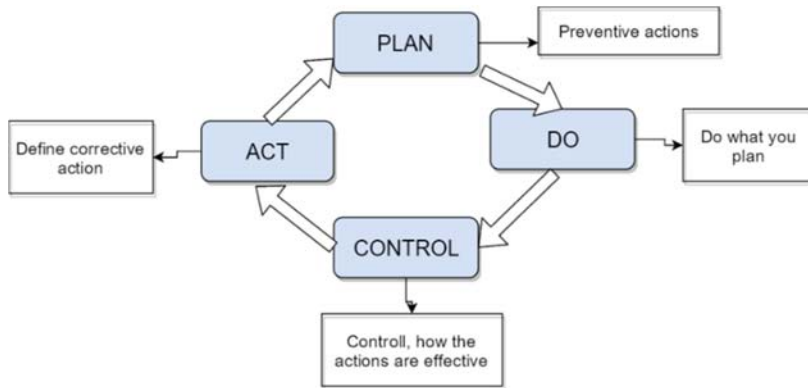 PLAN
Preventive actions
DO
Do what you
plan
ACT
Define corrective
action
CONTROL
Controll, how the
actions are effective